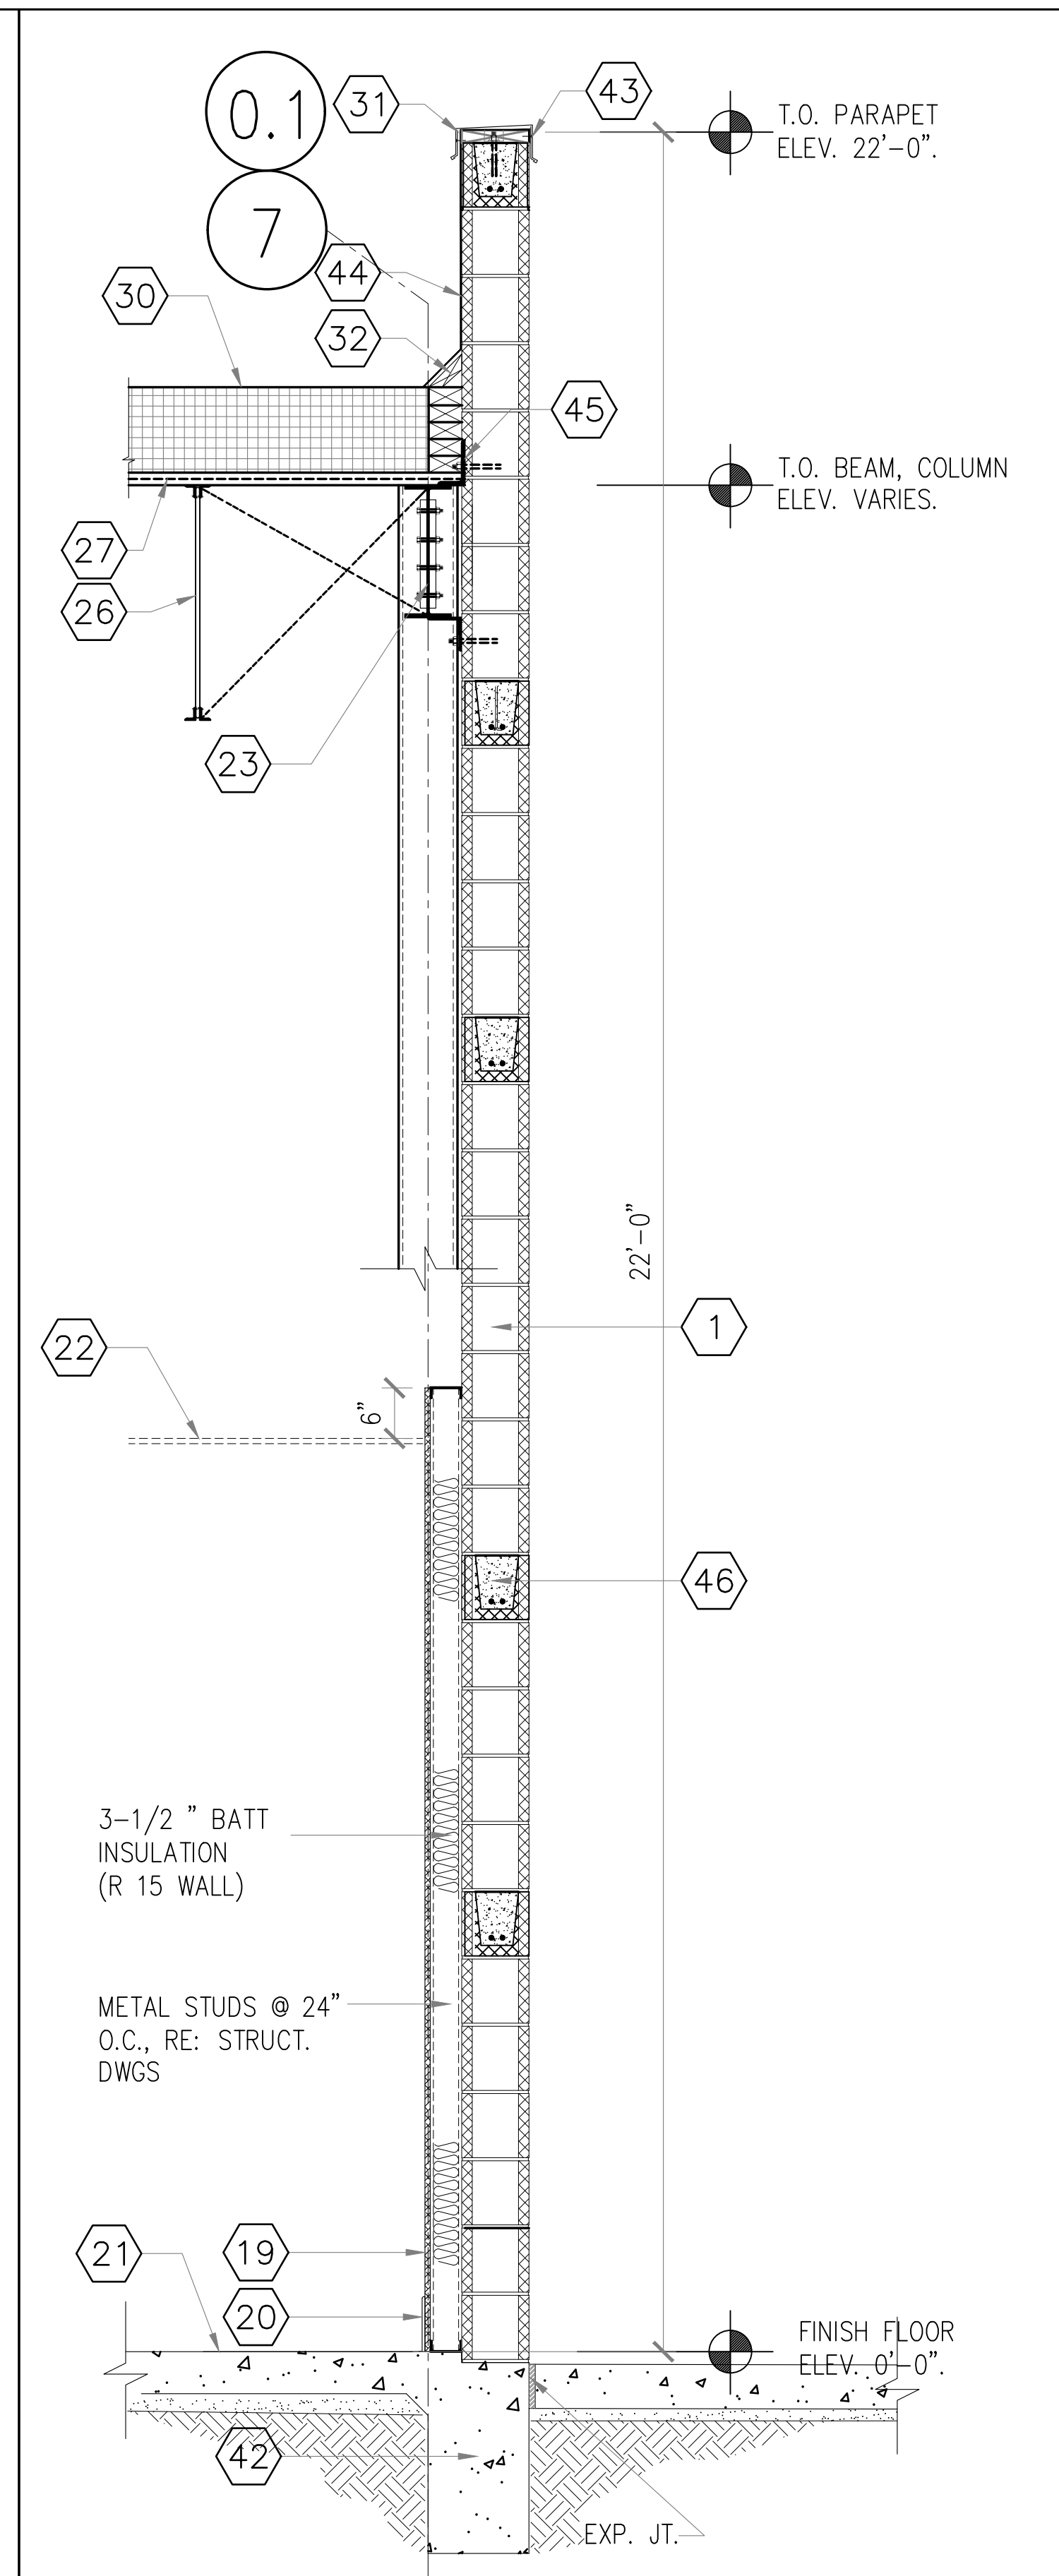 0.1
31
43
T.O. PARAPET
ELEV. 22'-0".
7
44
30
32
45
T.O. BEAM, COLUMN
ELEV. VARIES.
27
26
23
22'-0"
1
22
6"
46
3-1/2 " BATT
INSULATION
(R 15 WALL)
METAL STUDS @ 24"
O.C., RE: STRUCT.
DWGS
21
19
20
FINISH FLOOR
ELEV. 0'-0".
42
EXP. JT.